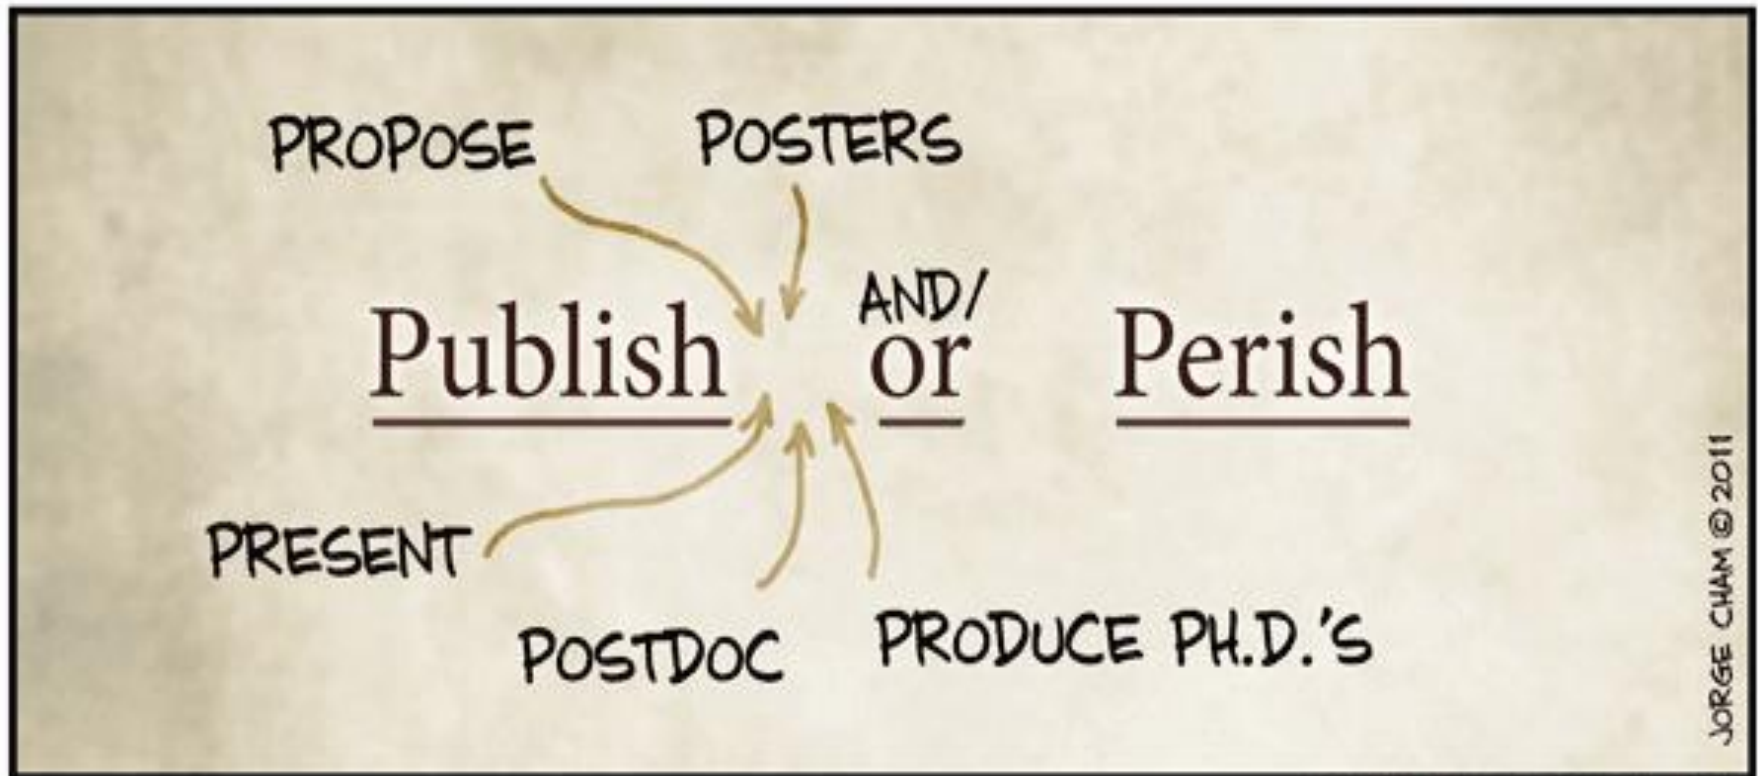 PROPOSE POSTERS
AND/
Publish or Perish
PRESENT
POSTDOC PRODUCE PH.D.'S
JORGE CHAM © 2011